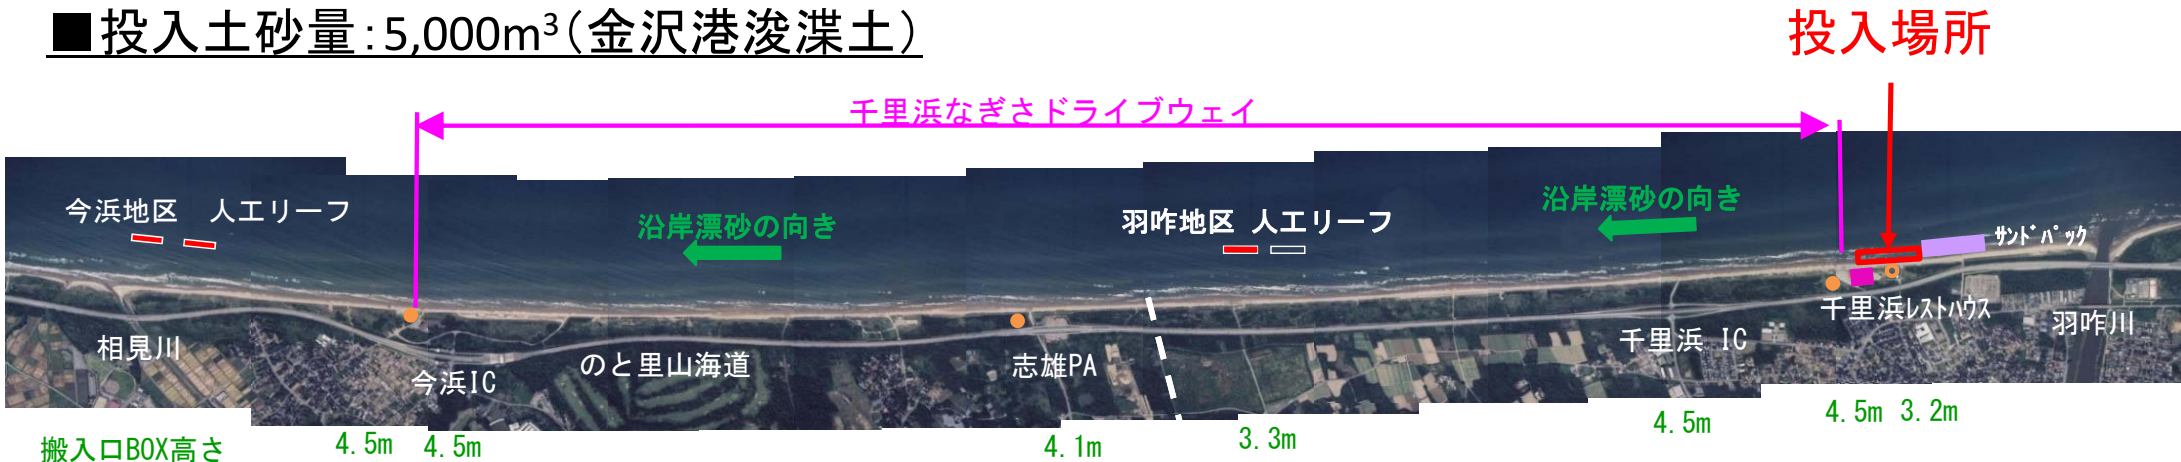 ■投入土砂量:5,000m³(金沢港浚渫土)
投入場所
千里浜なぎさドライブウェイ
今浜地区 人工リーフ
沿岸漂砂の向き
羽咋地区 人工リーフ
沿岸漂砂の向き
ｻﾝﾄﾞﾊﾟｯｸ
相見川
今浜IC
のと里山海道
志雄PA
千里浜 IC
千里浜ﾚｽﾄﾊｳｽ
羽咋川
搬入口BOX高さ
4.5m
4.5m
4.1m
3.3m
4.5m
4.5m
3.2m